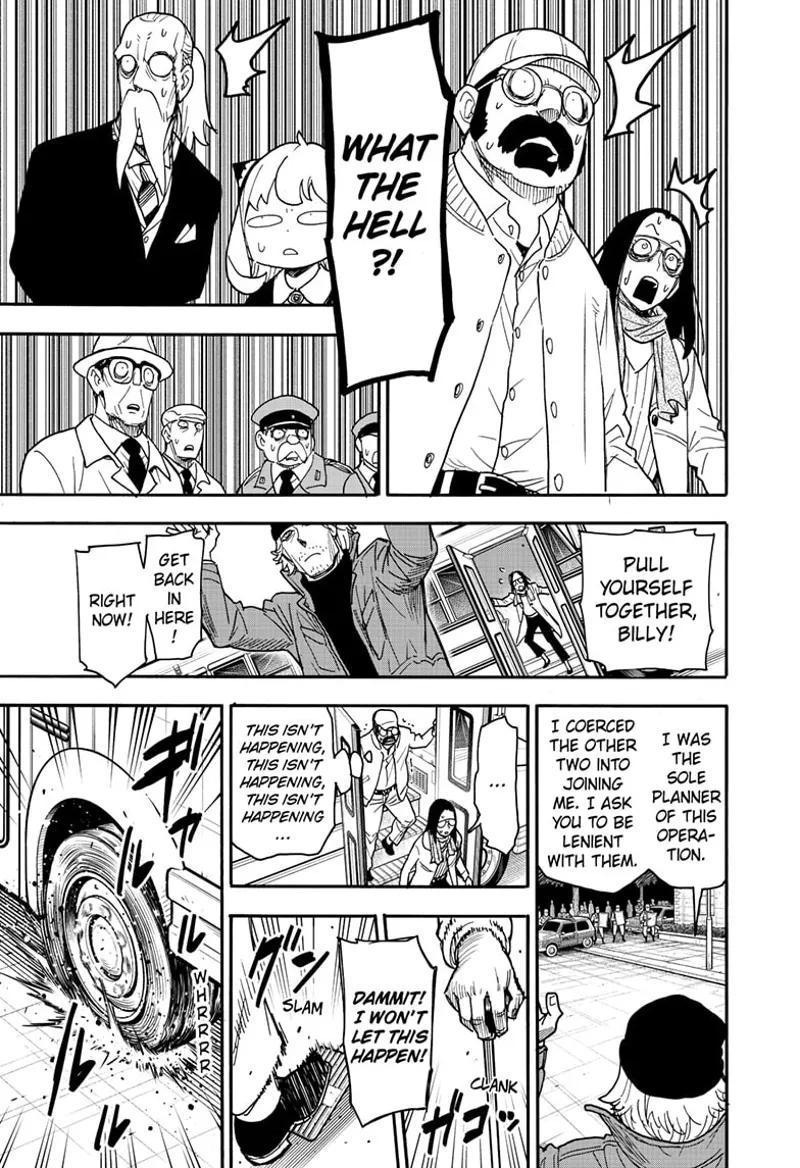 WHAT
THE
HELL
?!
PULL
YOURSELF
TOGETHER,
BILLY!
GET
BACK
IN
HERE
!
RIGHT
NOW!
I WAS
THE
SOLE
PLANNER
OF THIS
OPERA-
TION.
I COERCED
THE OTHER
TWO INTO
JOINING
ME. I ASK
YOU TO BE
LENIENT
WITH THEM.
...
THIS ISN'T
HAPPENING,
THIS ISN'T
HAPPENING,
THIS ISN'T
HAPPENING
...
CLANK
ガコッ
DAMMIT!
I WON'T
LET THIS
HAPPEN!
グン
SLAM
ギュルルル
WHRRRR